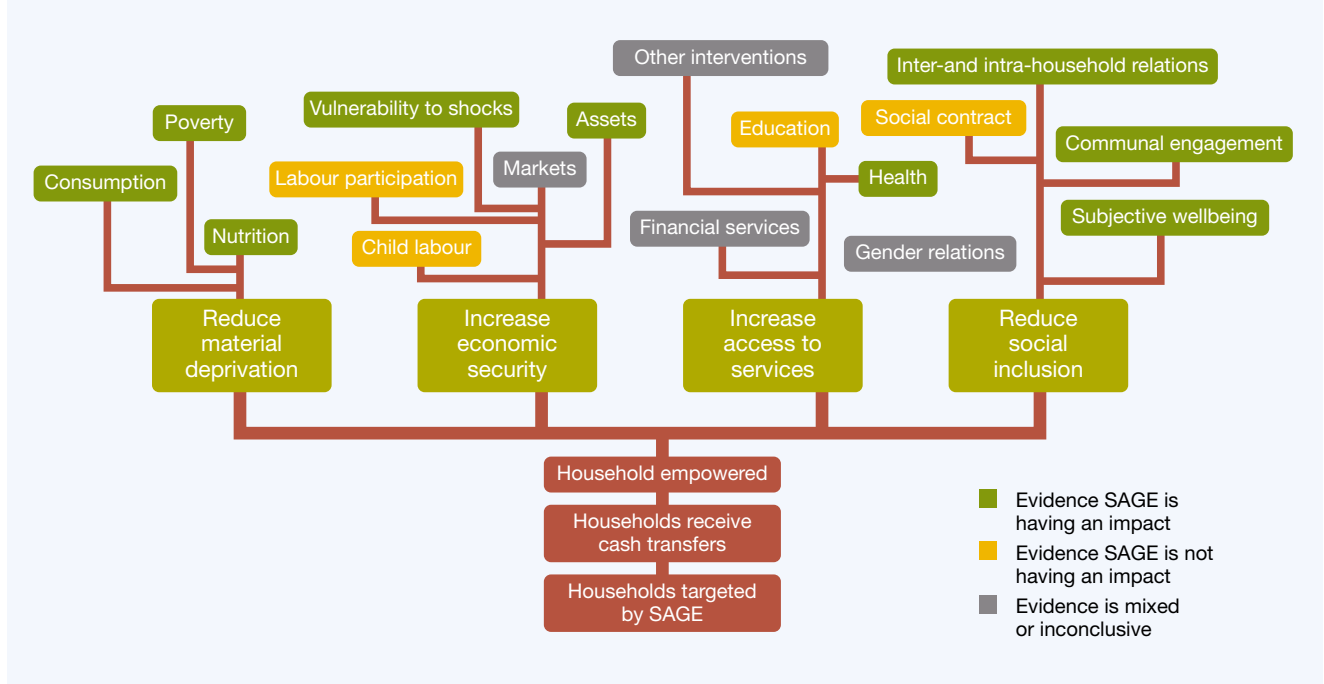 Other interventions
Inter-and intra-household relations
Vulnerability to shocks
Assets
Poverty
Education
Social contract
Communal engagement
Markets
Labour participation
Consumption
Health
Subjective wellbeing
Financial services
Nutrition
Child labour
Gender relations
Reduce
material
deprivation
Increase
economic
security
Increase
access to
services
Reduce
social
inclusion
Household empowered
Households receive
cash transfers
Households targeted
by SAGE
Evidence SAGE is
having an impact
Evidence SAGE is not
having an impact
Evidence is mixed
or inconclusive